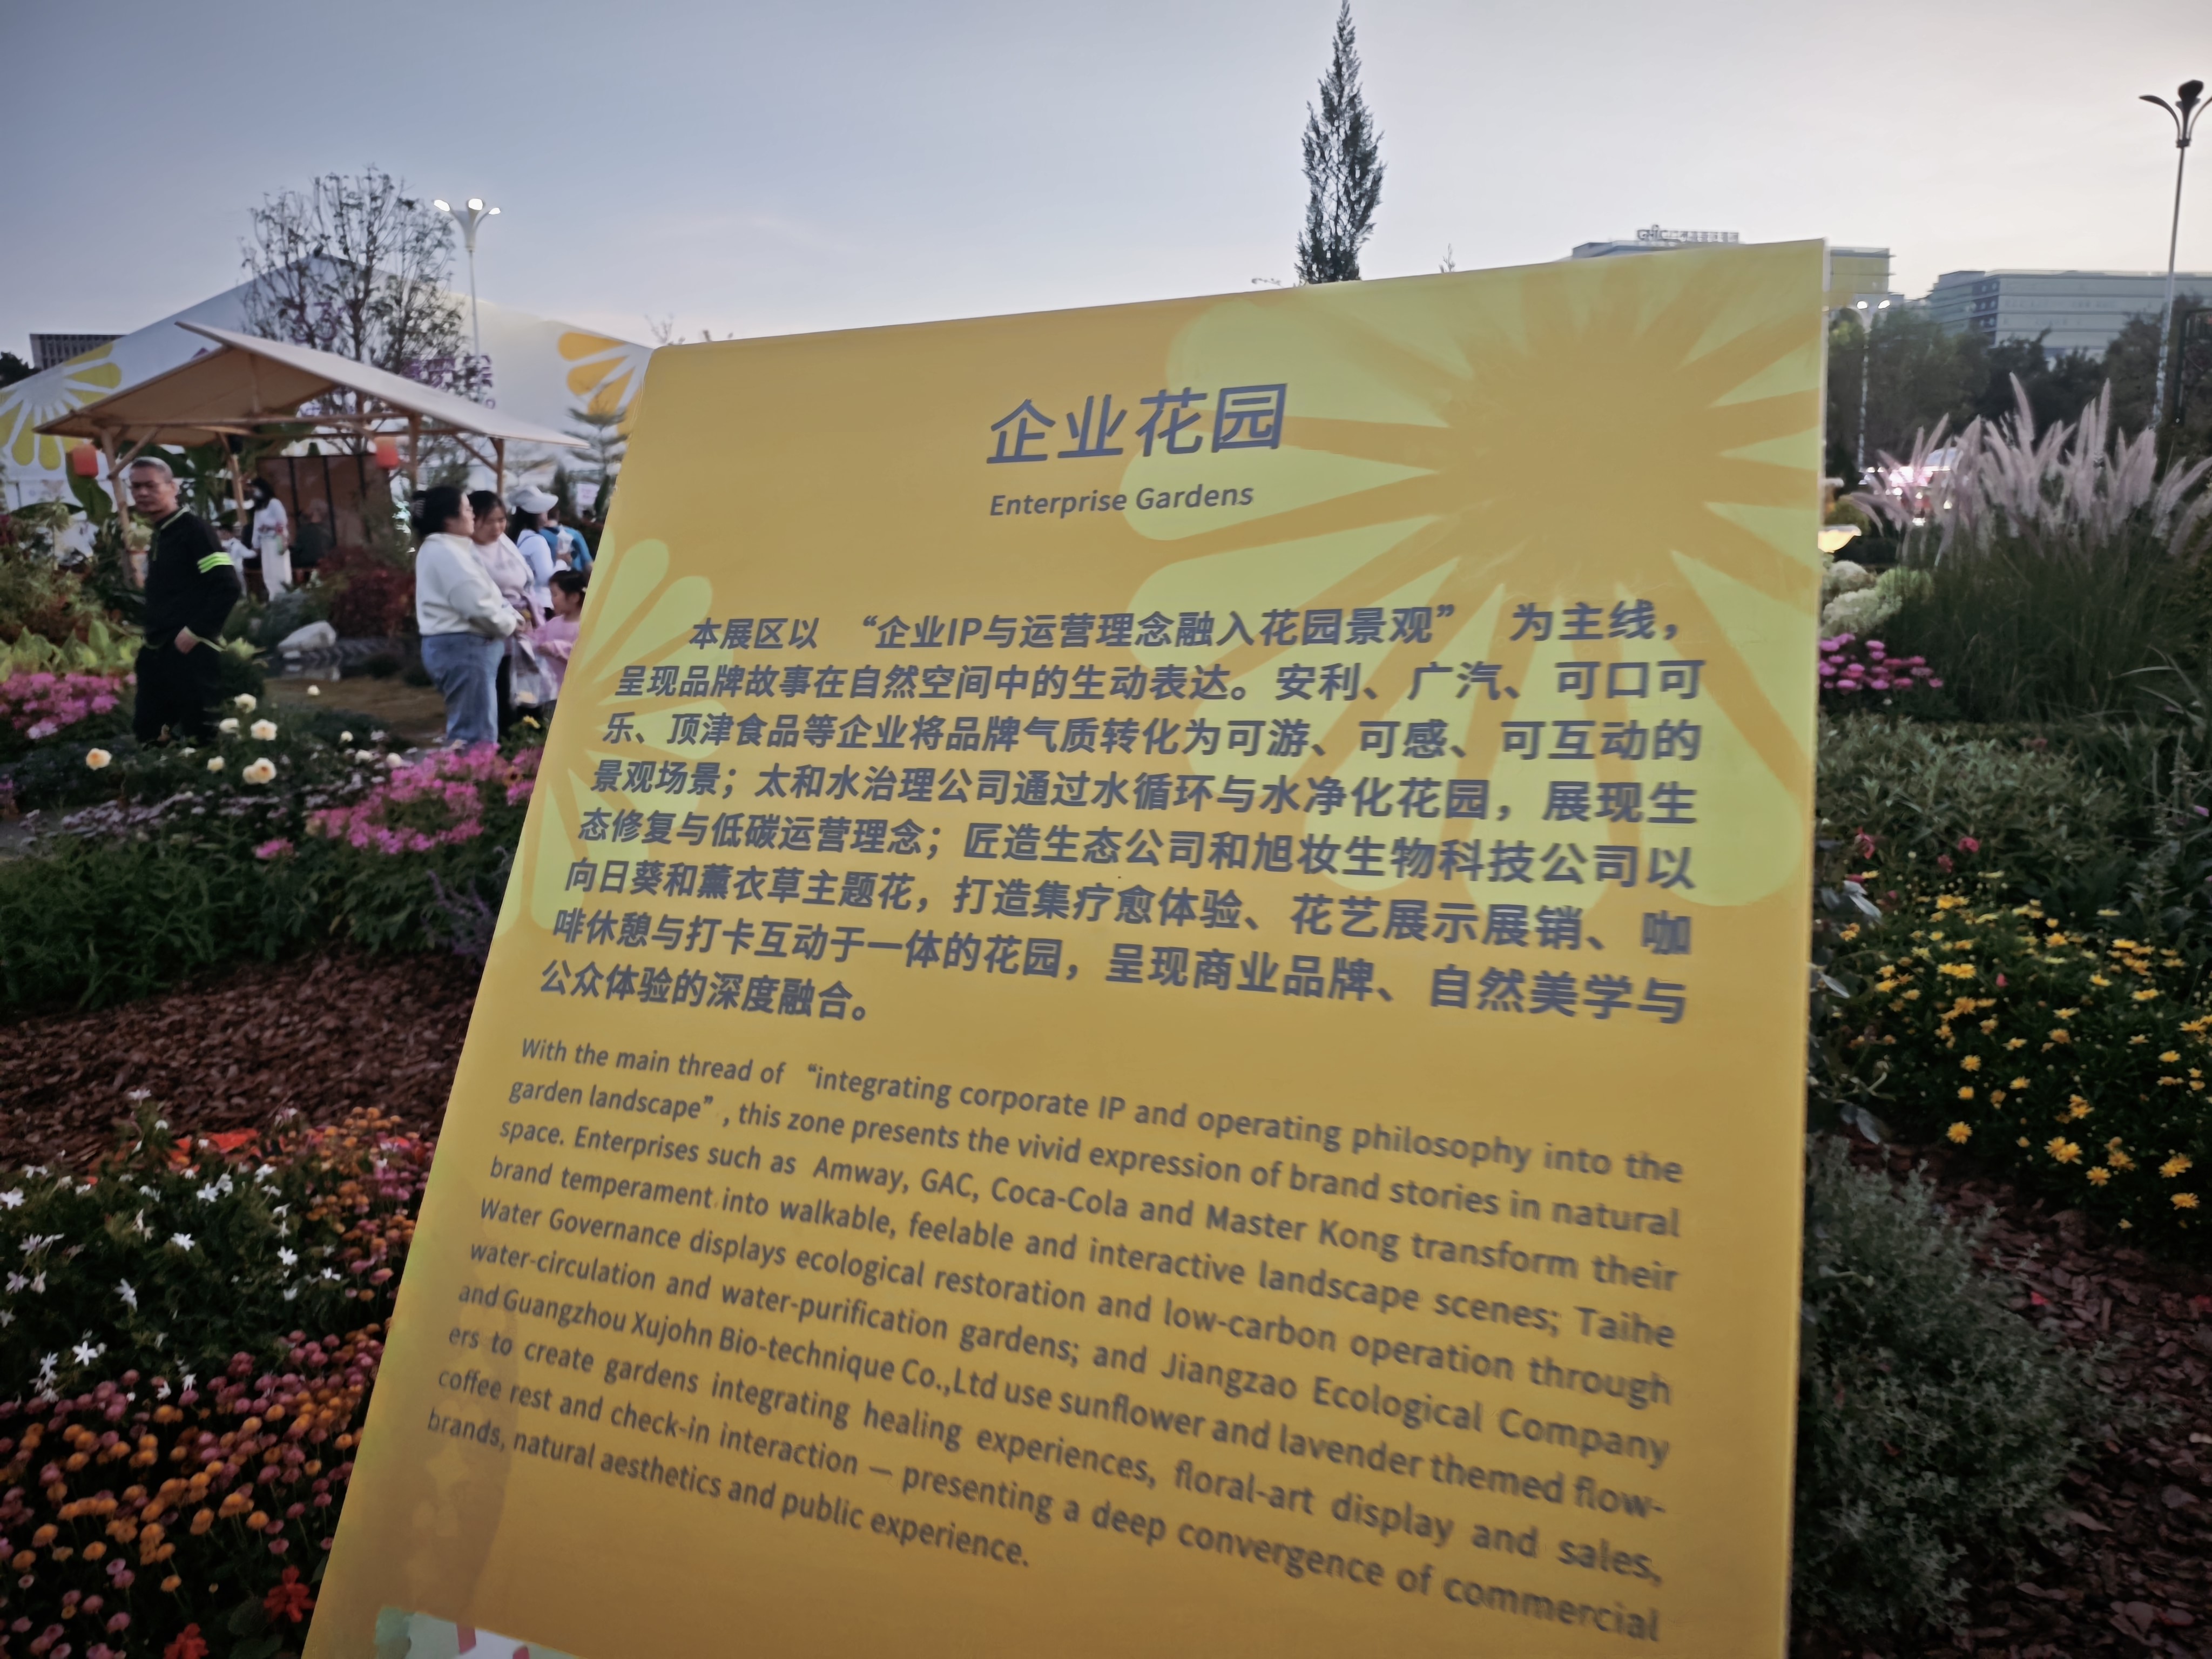 企业花园
Enterprise Gardens
本展区以 “企业IP与运营理念融入花园景观” 为主线，
呈现品牌故事在自然空间中的生动表达。安利、广汽、可口可
乐、顶津食品等企业将品牌气质转化为可游、可感、可互动的
景观场景；太和水治理公司通过水循环与水净化花园，展现生
态修复与低碳运营理念；匠造生态公司和旭妆生物科技公司以
向日葵和薰衣草主题花，打造集疗愈体验、花艺展示展销、咖
啡休憩与打卡互动于一体的花园，呈现商业品牌、自然美学与
公众体验的深度融合。
With the main thread of “integrating corporate IP and operating philosophy into the
garden landscape”, this zone presents the vivid expression of brand stories in natural
space. Enterprises such as Amway, GAC, Coca-Cola and Master Kong transform their
brand temperament into walkable, feelable and interactive landscape scenes; Taihe
Water Governance displays ecological restoration and low-carbon operation through
water-circulation and water-purification gardens; and Jiangzao Ecological Company
and Guangzhou Xujohn Bio-technique Co.,Ltd use sunflower and lavender themed flow-
ers to create gardens integrating healing experiences, floral-art display and sales,
coffee rest and check-in interaction — presenting a deep convergence of commercial
brands, natural aesthetics and public experience.